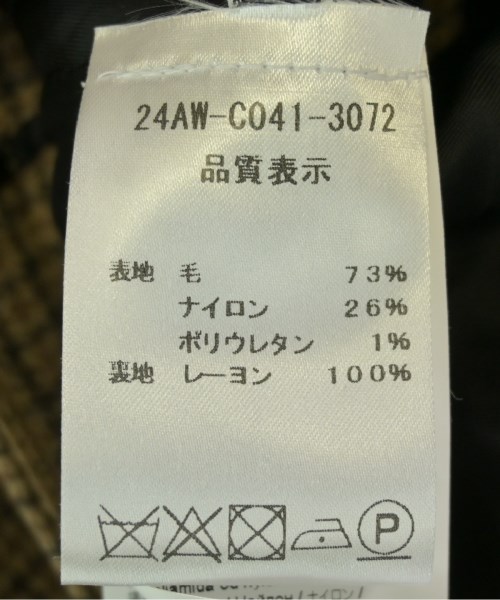 24AW-C041-3072
品質表示
表地 毛 73%
ナイロン 26%
ポリウレタン 1%
裏地 レーヨン 100%
P